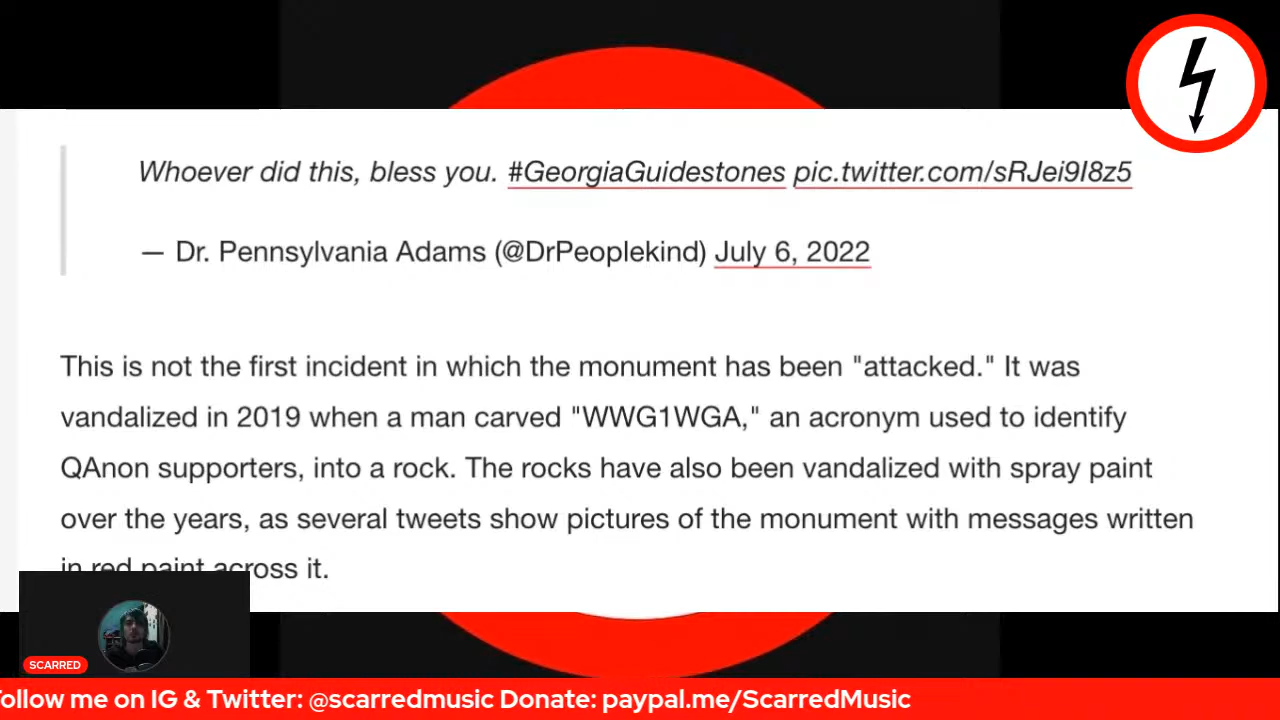 Whoever did this, bless you. #GeorgiaGuidestones pic.twitter.com/sRJei9I8z5
— Dr. Pennsylvania Adams (@DrPeoplekind) July 6, 2022
This is not the first incident in which the monument has been "attacked." It was
vandalized in 2019 when a man carved "WWG1WGA," an acronym used to identify
QAnon supporters, into a rock. The rocks have also been vandalized with spray paint
over the years, as several tweets show pictures of the monument with messages written
in red paint across it.
SCARRED
Follow me on IG & Twitter: @scarredmusic Donate: paypal.me/ScarredMusic